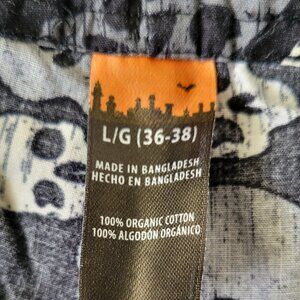 L/G (36-38)
MADE IN BANGLADESH
HECHO EN BANGLADESH
100% ORGANIC COTTON
100% ALGODÓN ORGÁNICO